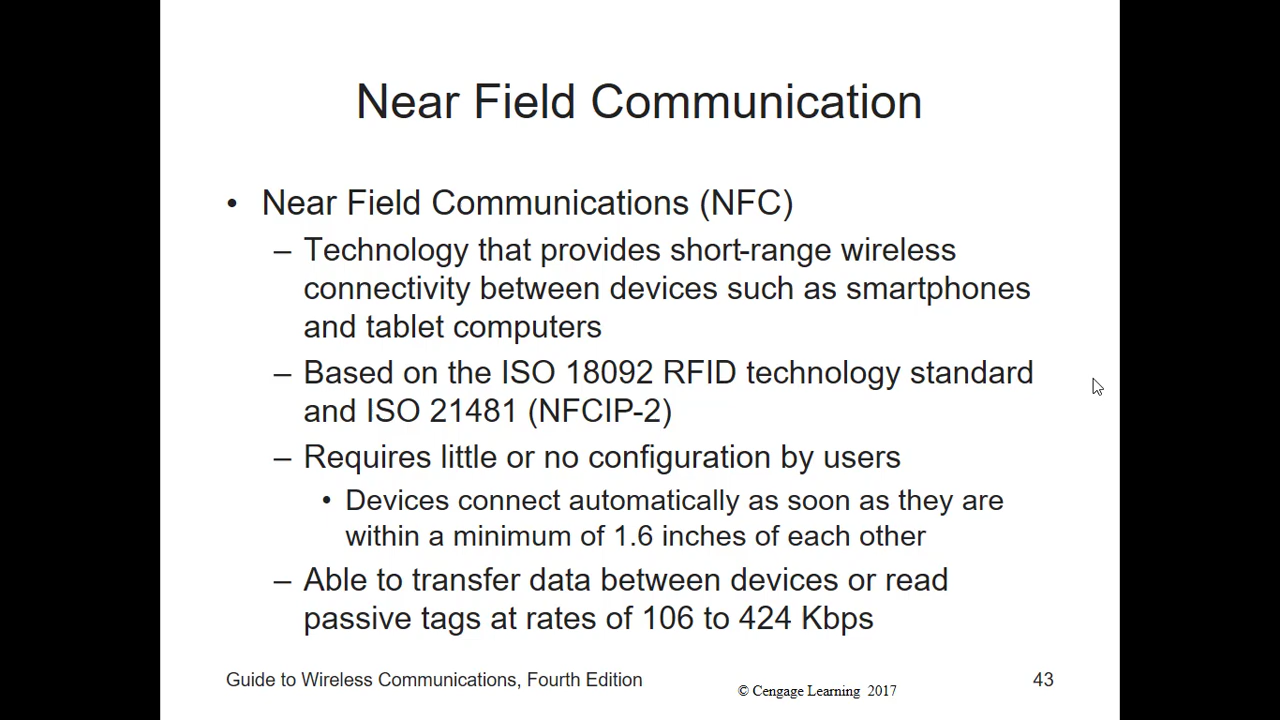 Near Field Communication
• Near Field Communications (NFC)
– Technology that provides short-range wireless
connectivity between devices such as smartphones
and tablet computers
– Based on the ISO 18092 RFID technology standard
and ISO 21481 (NFCIP-2)
– Requires little or no configuration by users
• Devices connect automatically as soon as they are
within a minimum of 1.6 inches of each other
– Able to transfer data between devices or read
passive tags at rates of 106 to 424 Kbps
Guide to Wireless Communications, Fourth Edition
© Cengage Learning 2017
43